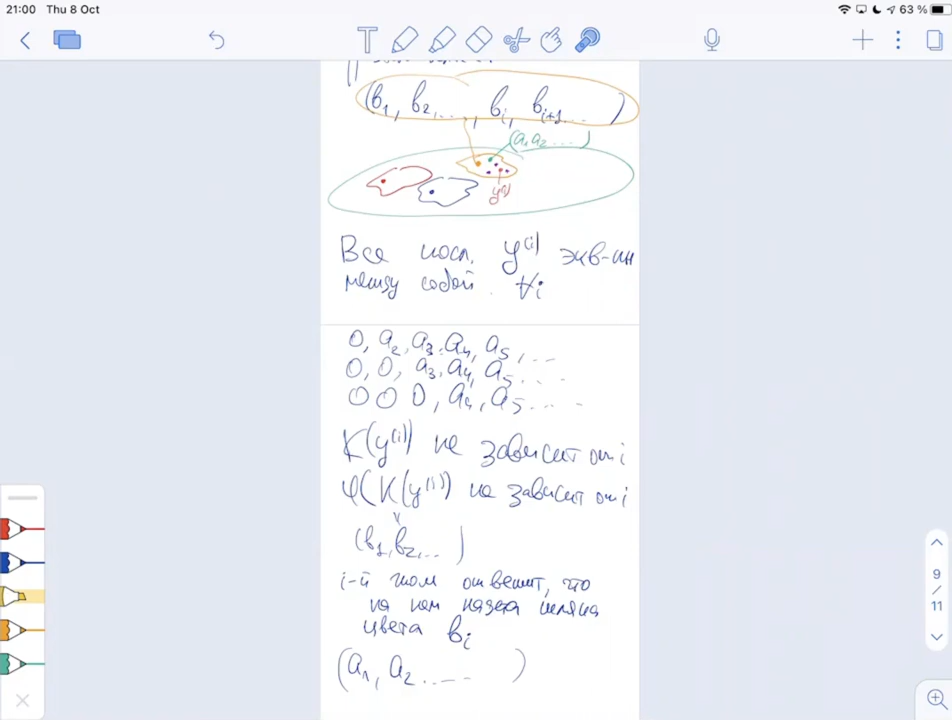 21:00 Thu 8 Oct
63 %
(b₁, b₂, ..., bᵢ, bᵢ₊₁ ... )
(a₁ a₂ ... )
y⁽ⁱ⁾
Все посл. y⁽ⁱ⁾ экв-ны
между собой ∀i
0, a₂, a₃, a₄, a₅, ...
0, 0, a₃, a₄, a₅ ...
0 0 0, a₄, a₅ ...
K(y⁽ⁱ⁾) не зависит от i
φ(K(y⁽ⁱ⁾) не зависит от i
(b₁, b₂, ... )
i-й гном ответит, что
на нем надета шляпа
цвета bᵢ
(a₁, a₂ ... )
9
/
11